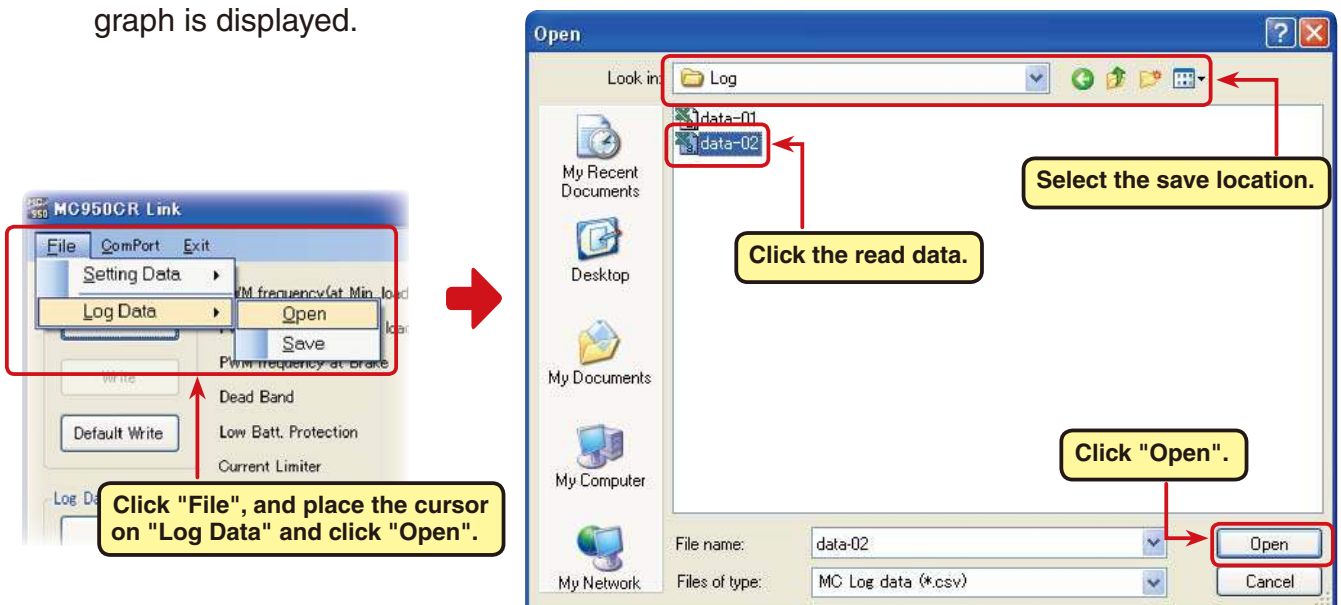 graph is displayed.
MC950CR Link
File ComPort Exit
Setting Data
Log Data
Open
Save
PWM frequency(at Min. load
PWM frequency at Brake
Write
Dead Band
Default Write
Low Batt. Protection
Current Limiter
Click "File", and place the cursor
on "Log Data" and click "Open".
Open
Look in:
Log
data-01
data-02
Select the save location.
Click the read data.
My Recent
Documents
Desktop
My Documents
My Computer
My Network
Click "Open".
File name:
data-02
Open
Files of type:
MC Log data (*.csv)
Cancel